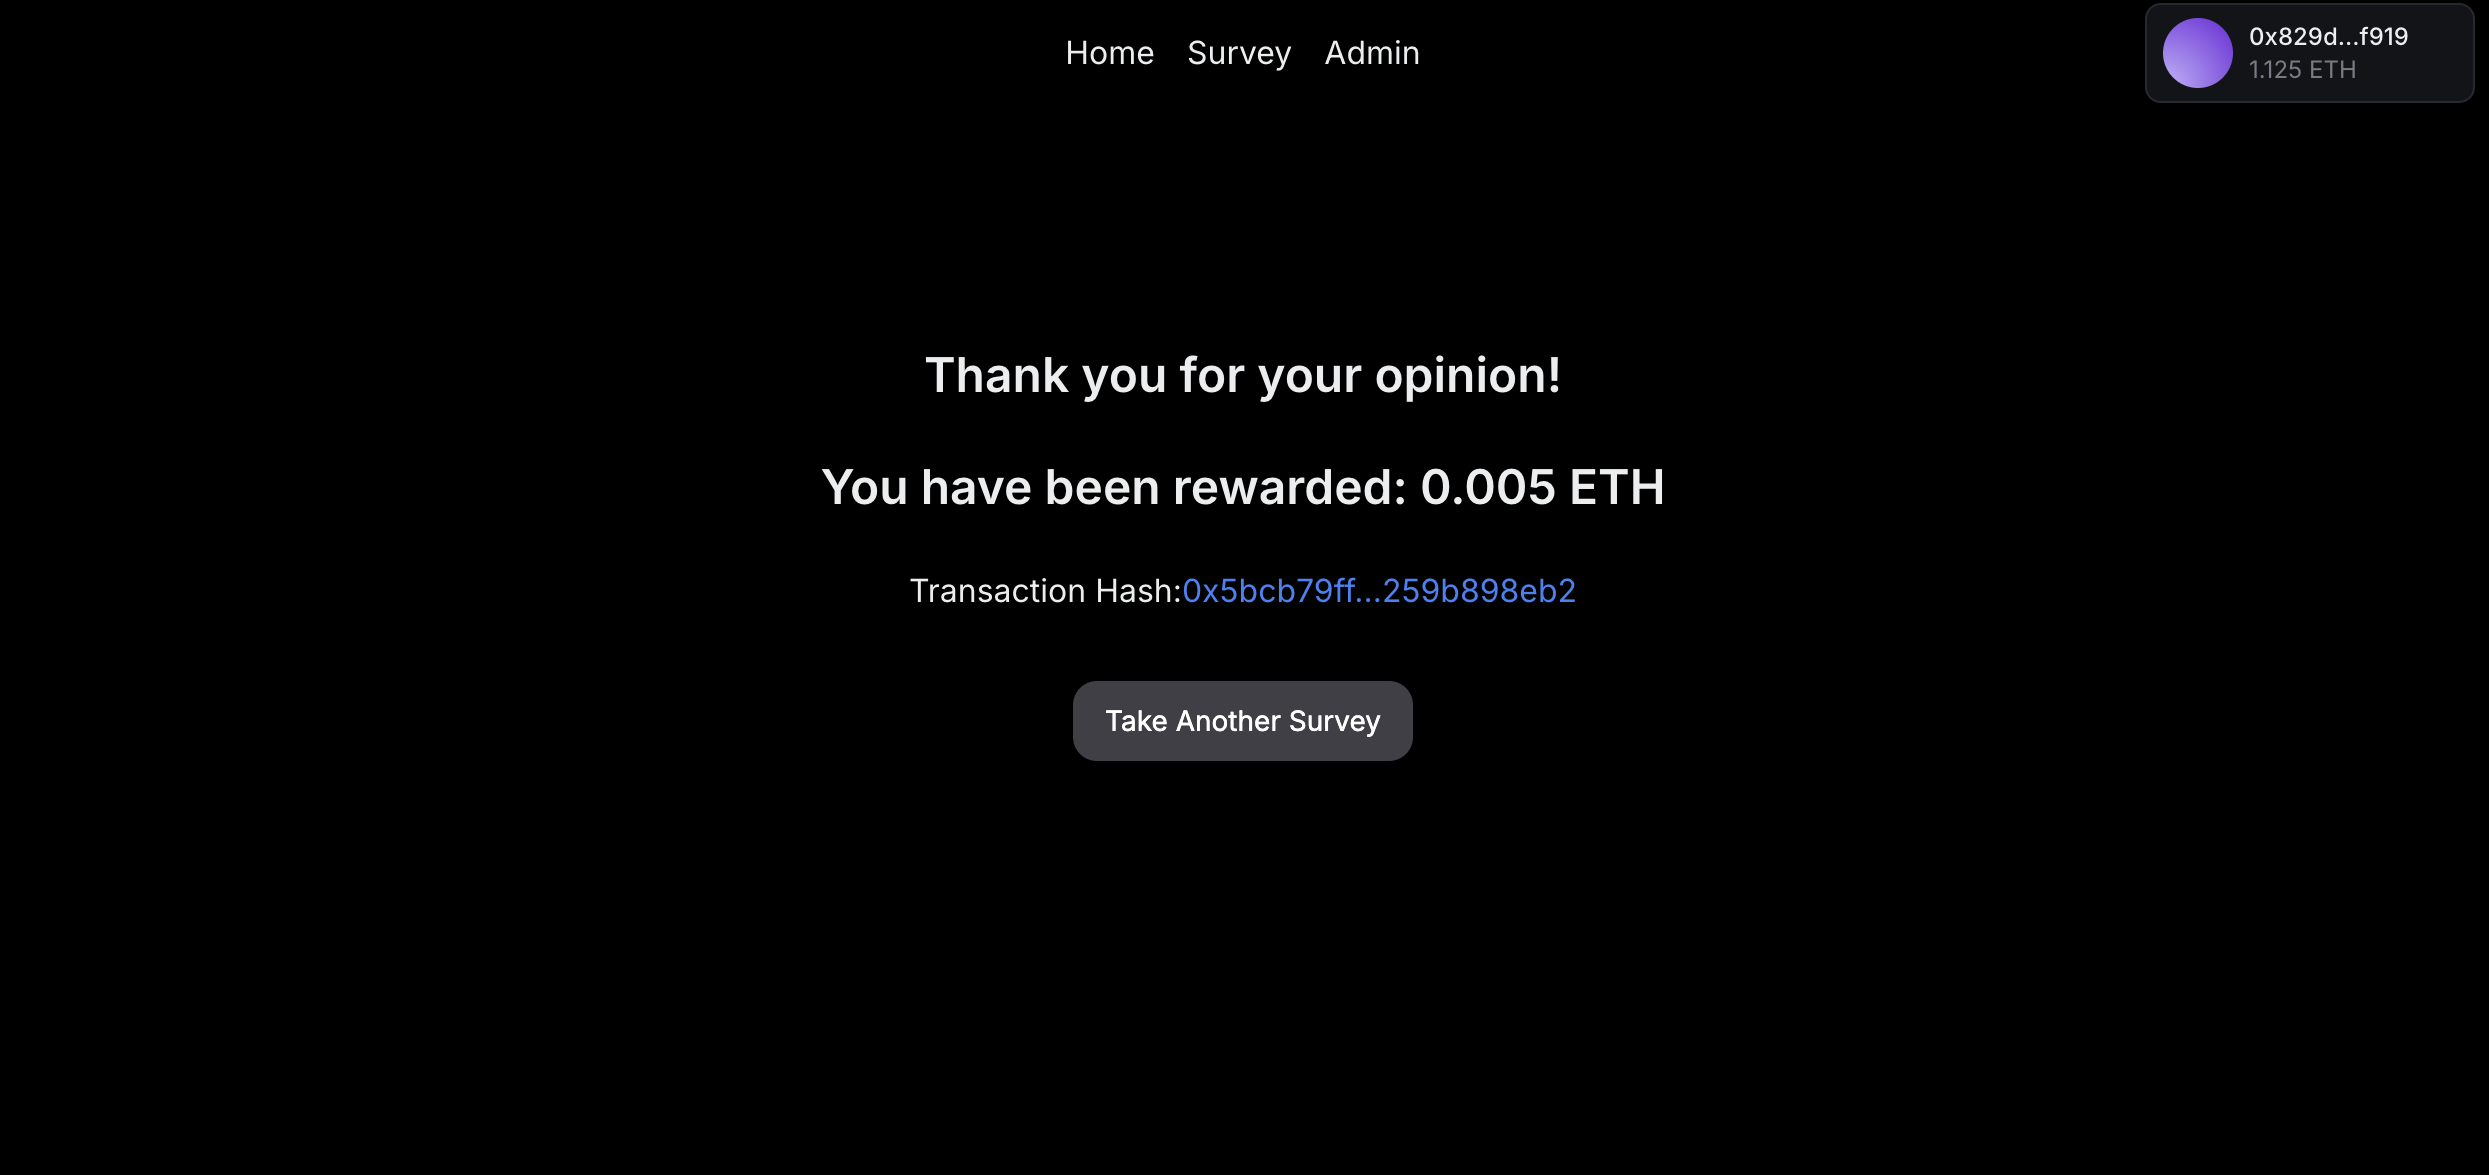 Home Survey Admin
0x829d...f919
1.125 ETH
Thank you for your opinion!
You have been rewarded: 0.005 ETH
Transaction Hash:0x5bcb79ff...259b898eb2
Take Another Survey